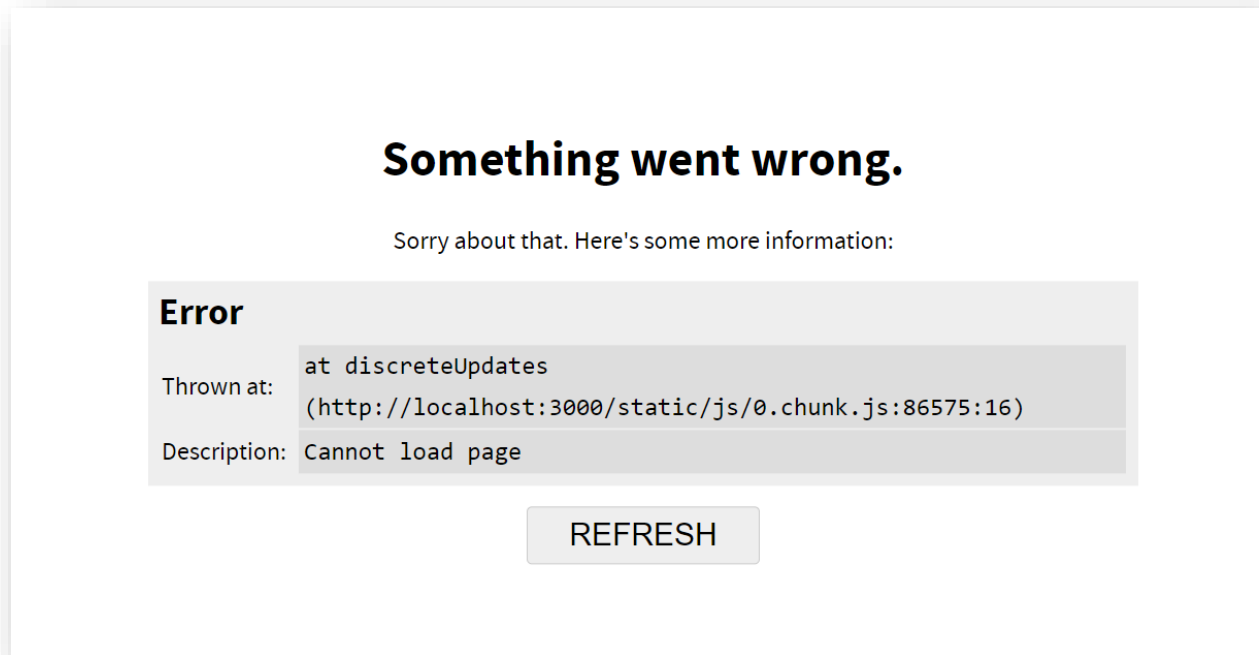 Something went wrong.
Sorry about that. Here's some more information:
Error
Thrown at:
at discreteUpdates
(http://localhost:3000/static/js/0.chunk.js:86575:16)
Description: Cannot load page
REFRESH